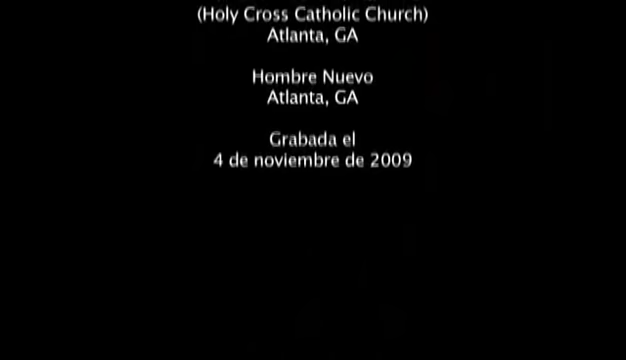 (Holy Cross Catholic Church)
Atlanta, GA
Hombre Nuevo
Atlanta, GA
Grabada el
4 de noviembre de 2009